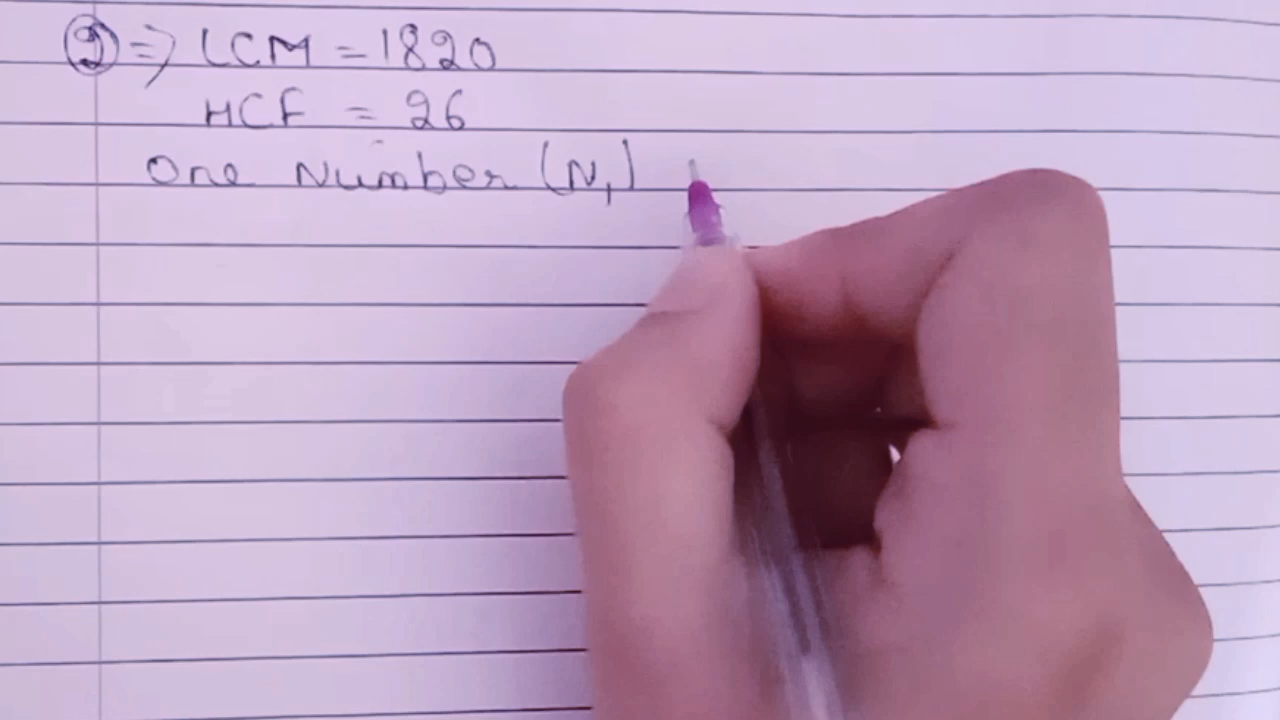 2 ⇒ LCM = 1820
HCF = 26
One Number (N₁)